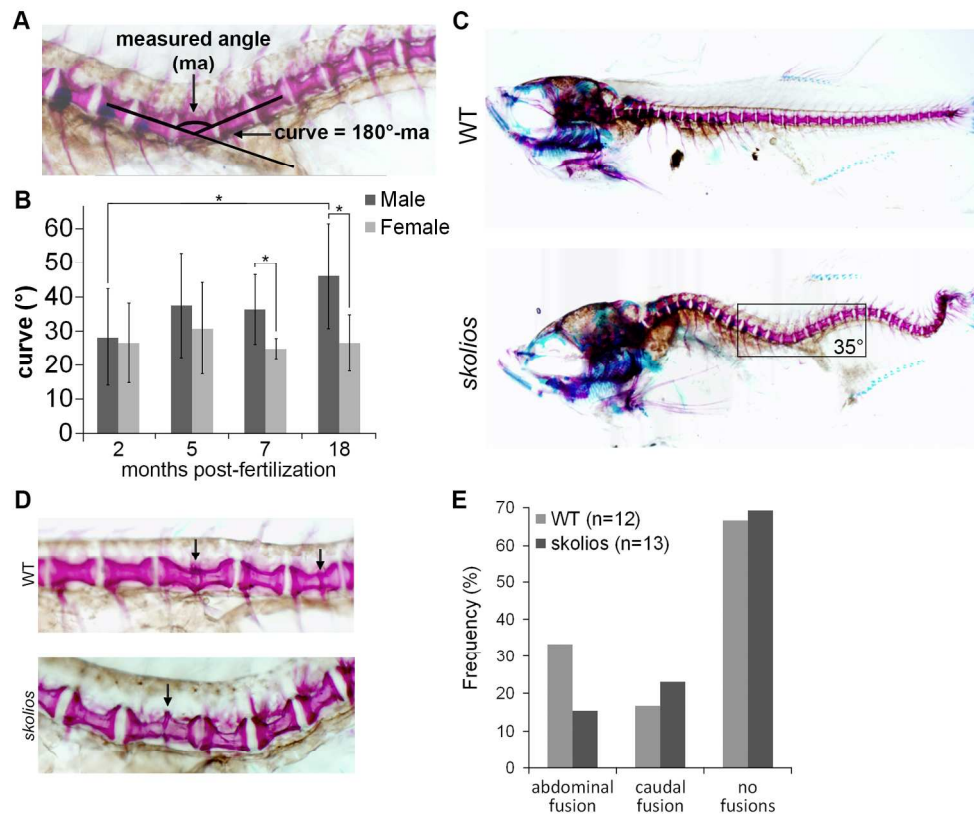 A
measured angle
(ma)
curve = 180°-ma
B
*
*
*
Male
Female
60
50
40
30
20
10
0
curve (°)
2
5
7
18
months post-fertilization
C
WT
skolios
35°
D
WT
skolios
E
WT (n=12)
skolios (n=13)
70
60
50
40
30
20
10
0
Frequency (%)
abdominal
fusion
caudal
fusion
no
fusions